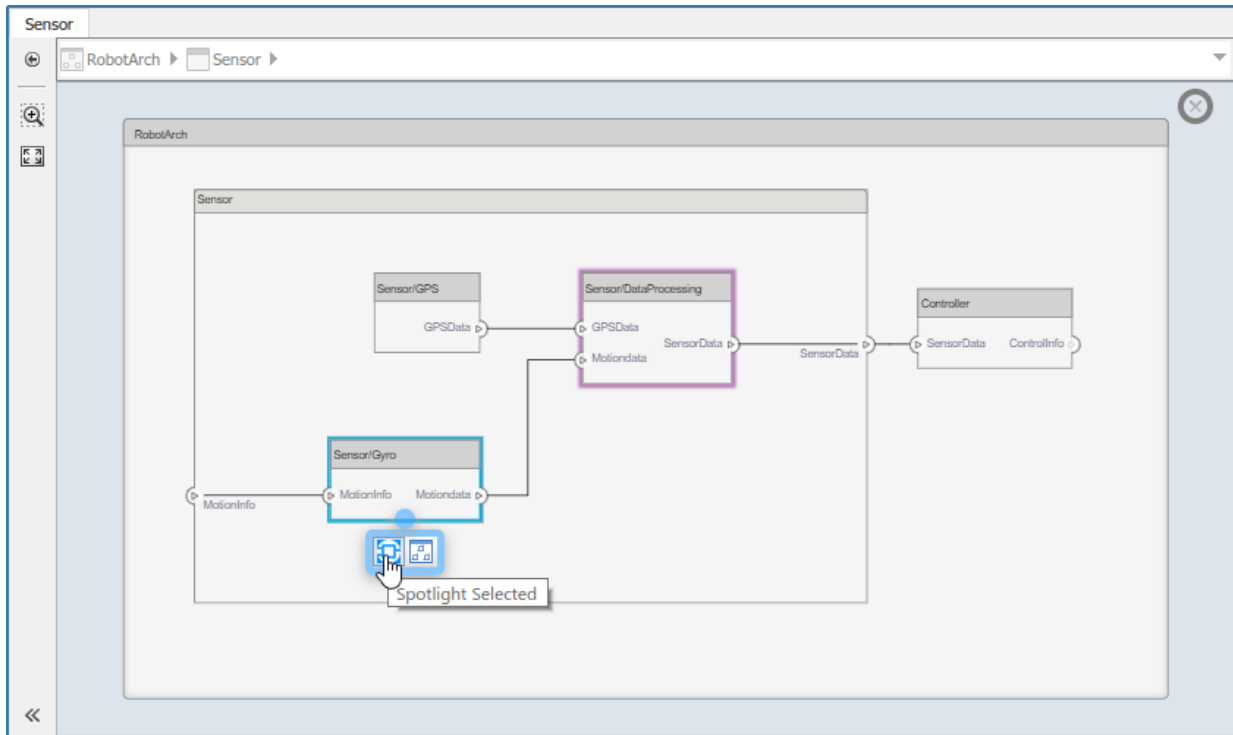 Sensor
RobotArch Sensor
RobotArch
Sensor
Sensor/GPS
GPSData
Sensor/DataProcessing
GPSData
Motiondata
SensorData
SensorData
Controller
SensorData ControlInfo
Sensor/Gyro
MotionInfo Motiondata
MotionInfo
Spotlight Selected